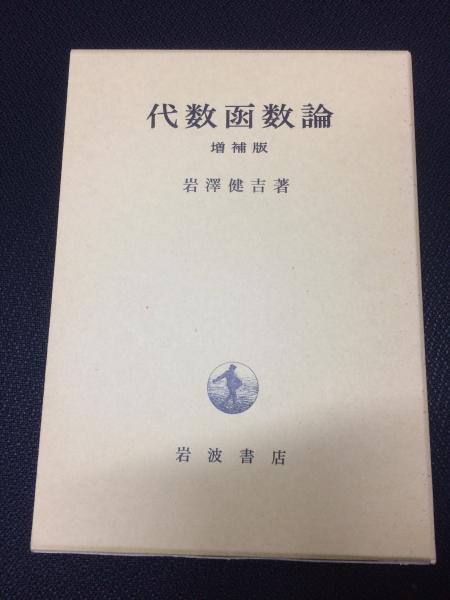 代数函数論
増補版
岩澤健吉著
岩波書店